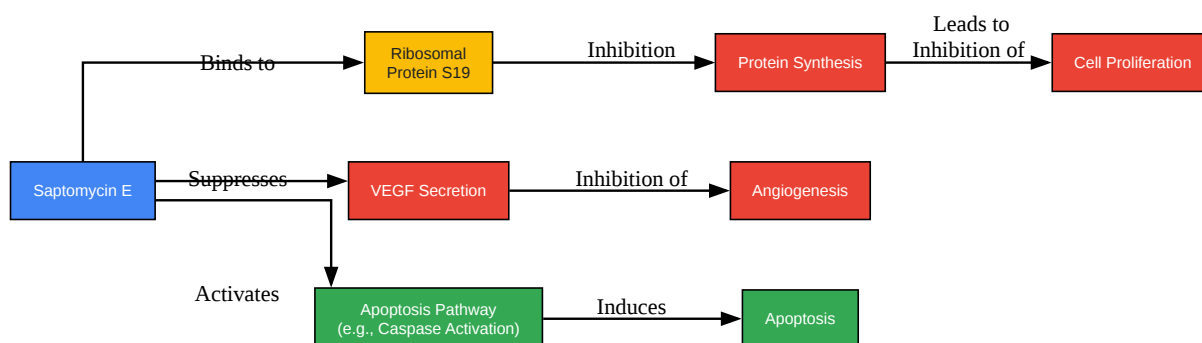 Leads to
Inhibition of
Binds to
Ribosomal
Protein S19
Inhibition
Protein Synthesis
Cell Proliferation
Saptomycin E
Suppresses
VEGF Secretion
Inhibition of
Angiogenesis
Activates
Apoptosis Pathway
(e.g., Caspase Activation)
Induces
Apoptosis